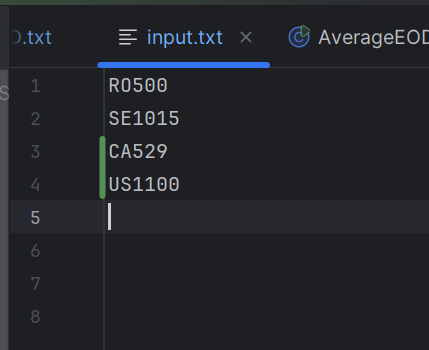 .txt input.txt AverageEOD
1 RO500
2 SE1015
3 CA529
4 US1100
5
6
7
8